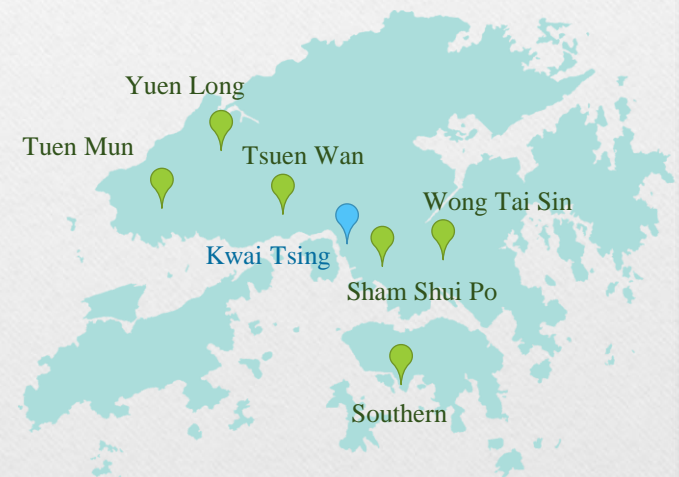 Yuen Long
Tuen Mun
Tsuen Wan
Wong Tai Sin
Kwai Tsing
Sham Shui Po
Southern